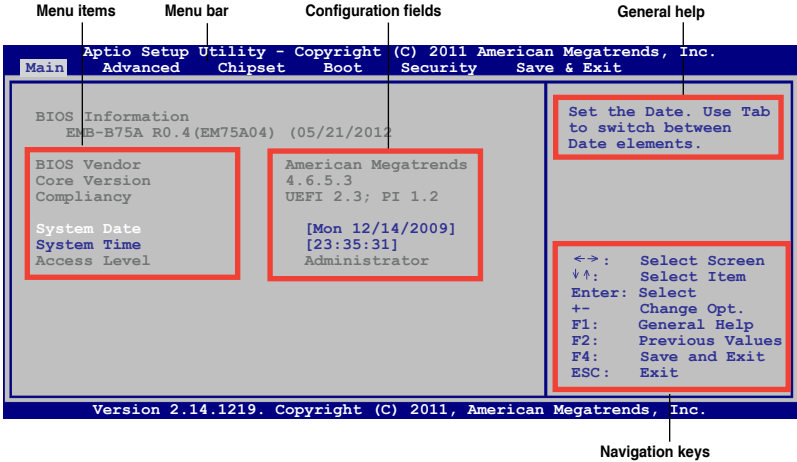 Menu items Menu bar Configuration fields General help
Aptio Setup Utility - Copyright (C) 2011 American Megatrends, Inc.
Main Advanced Chipset Boot Security Save & Exit
BIOS Information
EMB-B75A R0.4(EM75A04) (05/21/2012
BIOS Vendor American Megatrends
Core Version 4.6.5.3
Compliancy UEFI 2.3; PI 1.2
System Date [Mon 12/14/2009]
System Time [23:35:31]
Access Level Administrator
Set the Date. Use Tab
to switch between
Date elements.
←→: Select Screen
↓↑: Select Item
Enter: Select
+- Change Opt.
F1: General Help
F2: Previous Values
F4: Save and Exit
ESC: Exit
Version 2.14.1219. Copyright (C) 2011, American Megatrends, Inc.
Navigation keys